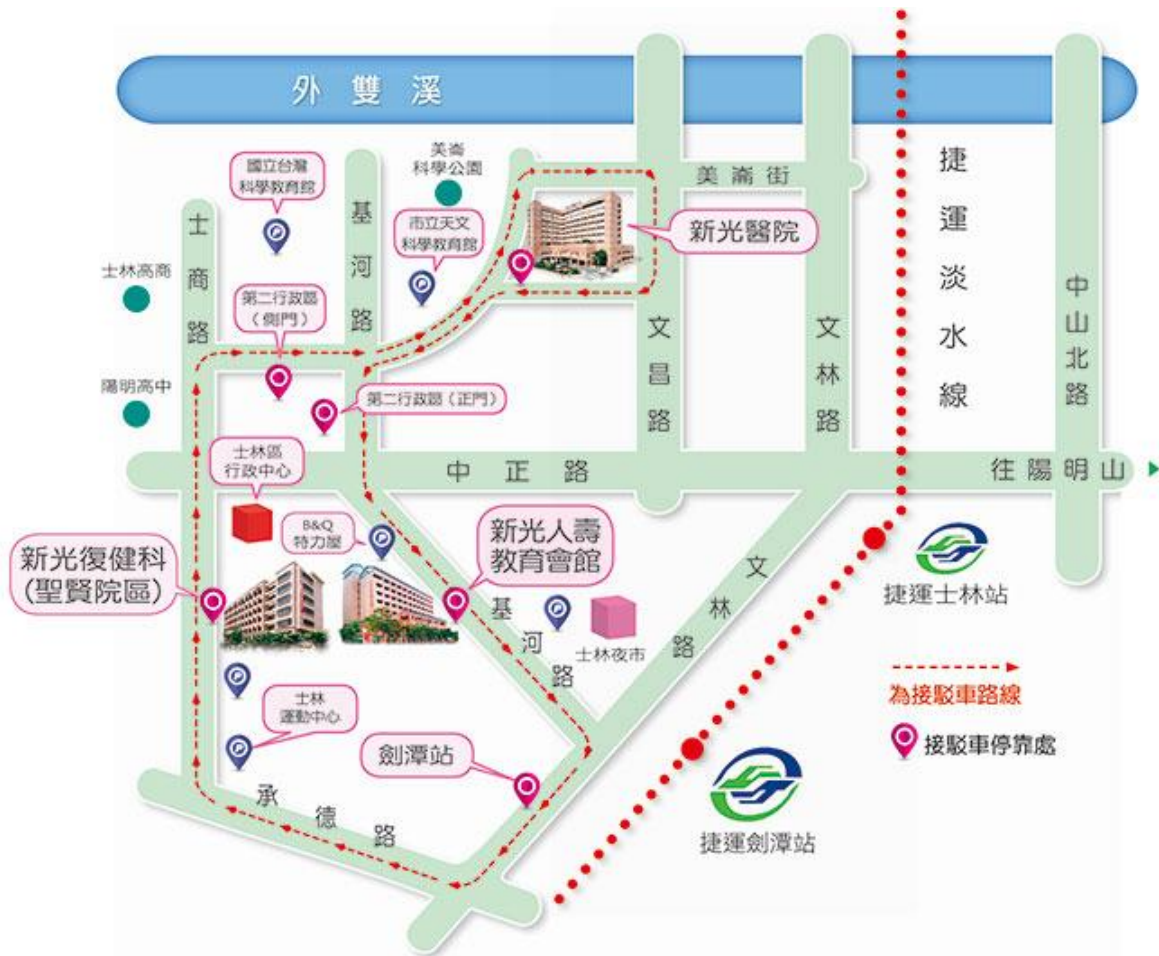 外雙溪
美崙
科學公園
國立台灣
科學教育館
美崙街
市立天文
科學教育館
基河路
士商路
新光醫院
捷運淡水線
中山北路
士林高商
第二行政區
(側門)
文昌路
文林路
陽明高中
第二行政區(正門)
士林區
行政中心
中正路
往陽明山
B&Q
特力屋
新光人壽
教育會館
新光復健科
(聖賢院區)
基河路
士林夜市
文林路
捷運士林站
士林
運動中心
為接駁車路線
劍潭站
接駁車停靠處
承德路
捷運劍潭站